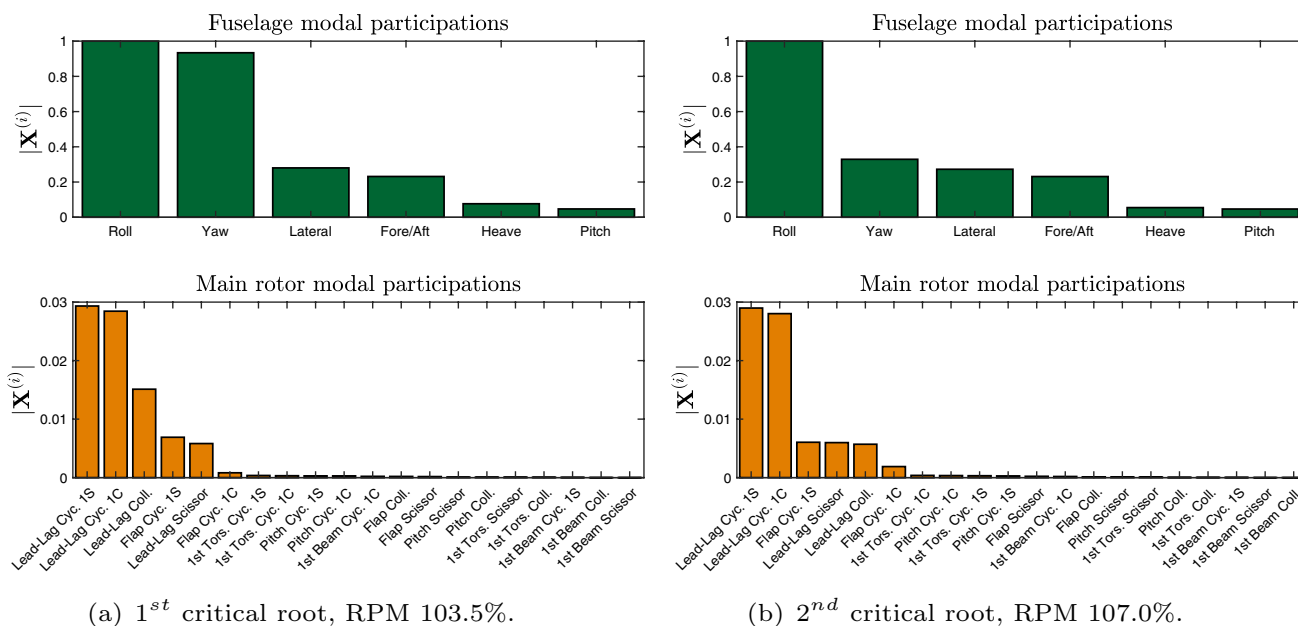 Fuselage modal participations
1
0.8
0.6
0.4
0.2
0
|X^(i)|
Roll Yaw Lateral Fore/Aft Heave Pitch
Main rotor modal participations
0.03
0.02
0.01
0
|X^(i)|
Lead-Lag Cyc. 1S
Lead-Lag Cyc. 1C
Lead-Lag Coll.
Flap Cyc. 1S
Lead-Lag Scissor
Flap Cyc. 1C
1st Tors. Cyc. 1S
1st Tors. Cyc. 1C
Pitch Cyc. 1S
Pitch Cyc. 1C
1st Beam Cyc. 1C
Flap Coll.
Flap Scissor
Pitch Scissor
Pitch Coll.
1st Tors. Scissor
1st Tors. Coll.
1st Beam Cyc. 1S
1st Beam Coll.
1st Beam Scissor
(a) 1^st critical root, RPM 103.5%.
Fuselage modal participations
1
0.8
0.6
0.4
0.2
0
|X^(i)|
Roll Yaw Lateral Fore/Aft Heave Pitch
Main rotor modal participations
0.03
0.02
0.01
0
|X^(i)|
Lead-Lag Cyc. 1S
Lead-Lag Cyc. 1C
Flap Cyc. 1S
Lead-Lag Scissor
Lead-Lag Coll.
Flap Cyc. 1C
1st Tors. Cyc. 1C
Pitch Cyc. 1C
1st Tors. Cyc. 1S
Pitch Cyc. 1S
Flap Scissor
1st Beam Cyc. 1C
Flap Coll.
Pitch Scissor
1st Tors. Scissor
Pitch Coll.
1st Tors. Coll.
1st Beam Cyc. 1S
1st Beam Scissor
1st Beam Coll.
(b) 2^nd critical root, RPM 107.0%.